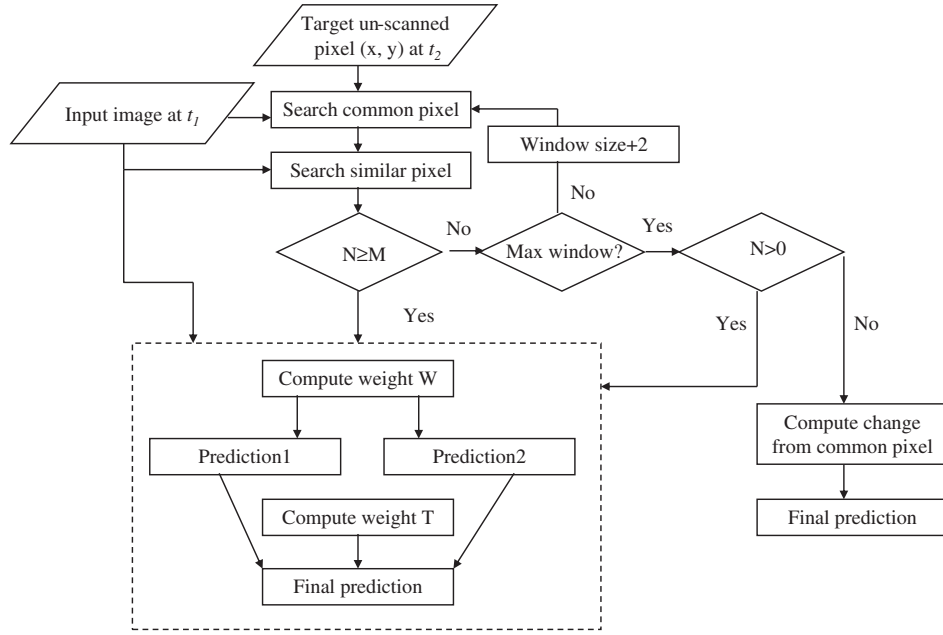 Target un-scanned
pixel (x, y) at t2
Input image at t1
Search common pixel
Window size+2
Search similar pixel
No
No
Yes
N≥M
Max window?
N>0
Yes
Yes
No
Compute weight W
Compute change
from common pixel
Prediction1
Prediction2
Compute weight T
Final prediction
Final prediction